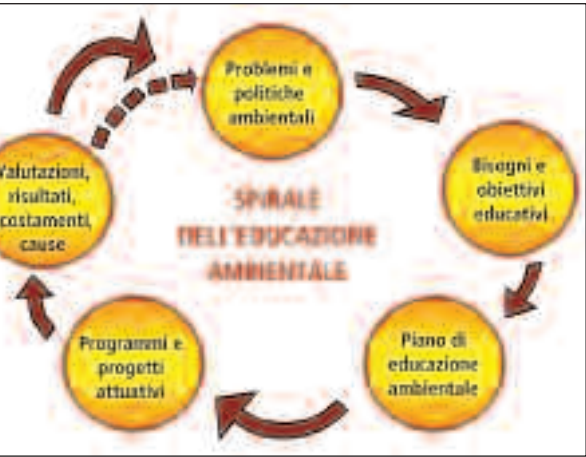 Problemi e
politiche
ambientali
Bisogni e
obiettivi
educativi
Piano di
educazione
ambientale
Programmi e
progetti
attuativi
Valutazioni,
risultati,
costamenti,
cause
SPIRALE
DELL'EDUCAZIONE
AMBIENTALE